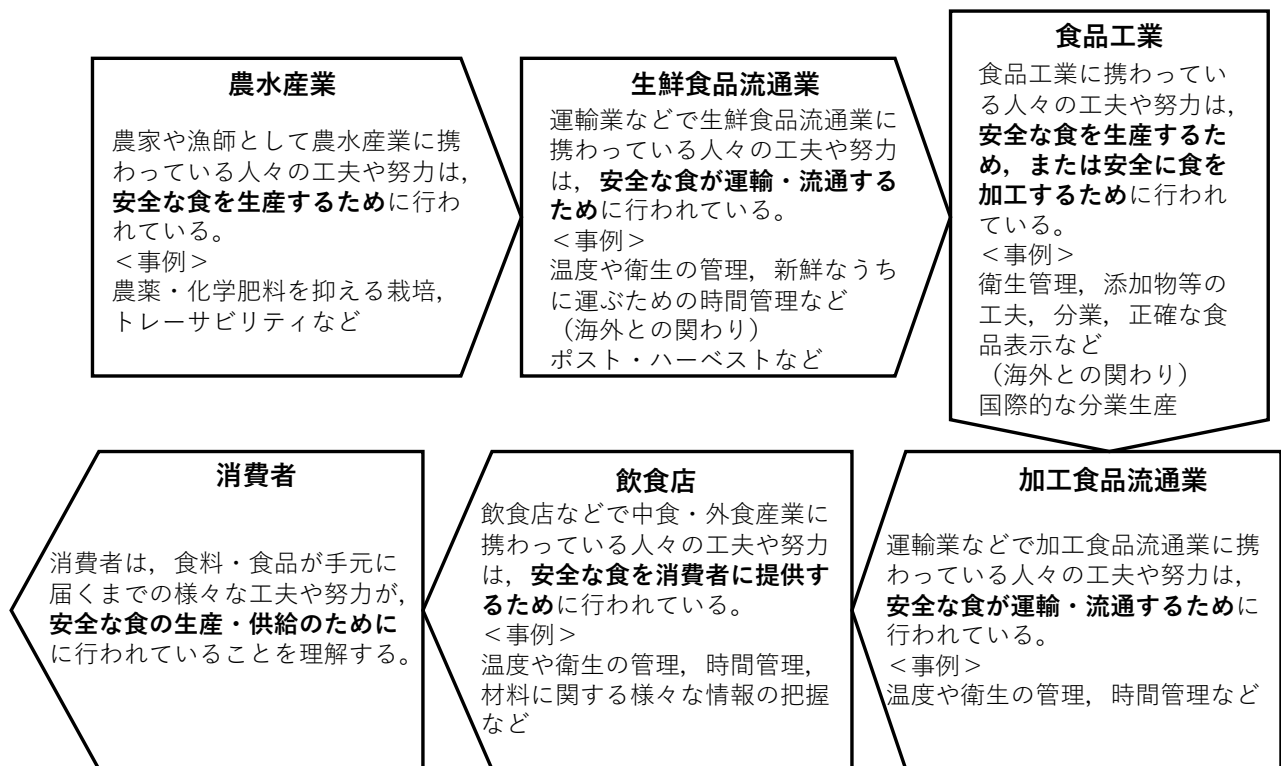 農水産業
農家や漁師として農水産業に
携わっている人々の工夫や努力は，
安全な食を生産するために行わ
れている。
＜事例＞
農薬・化学肥料を抑える栽培，
トレーサビリティなど
生鮮食品流通業
運輸業などで生鮮食品流通業に
携わっている人々の工夫や努力
は，安全な食が運輸・流通する
ために行われている。
＜事例＞
温度や衛生の管理，新鮮なうち
に運ぶための時間管理など
（海外との関わり）
ポスト・ハーベストなど
食品工業
食品工業に携わってい
る人々の工夫や努力は，
安全な食を生産するた
め，または安全に食を
加工するために行われ
ている。
＜事例＞
衛生管理，添加物等の
工夫，分業，正確な食
品表示など
（海外との関わり）
国際的な分業生産
加工食品流通業
運輸業などで加工食品流通業に携
わっている人々の工夫や努力は，
安全な食が運輸・流通するために
行われている。
＜事例＞
温度や衛生の管理，時間管理など
飲食店
飲食店などで中食・外食産業に
携わっている人々の工夫や努力
は，安全な食を消費者に提供す
るために行われている。
＜事例＞
温度や衛生の管理，時間管理，
材料に関する様々な情報の把握
など
消費者
消費者は，食料・食品が手元に
届くまでの様々な工夫や努力が，
安全な食の生産・供給のために
に行われていることを理解する。